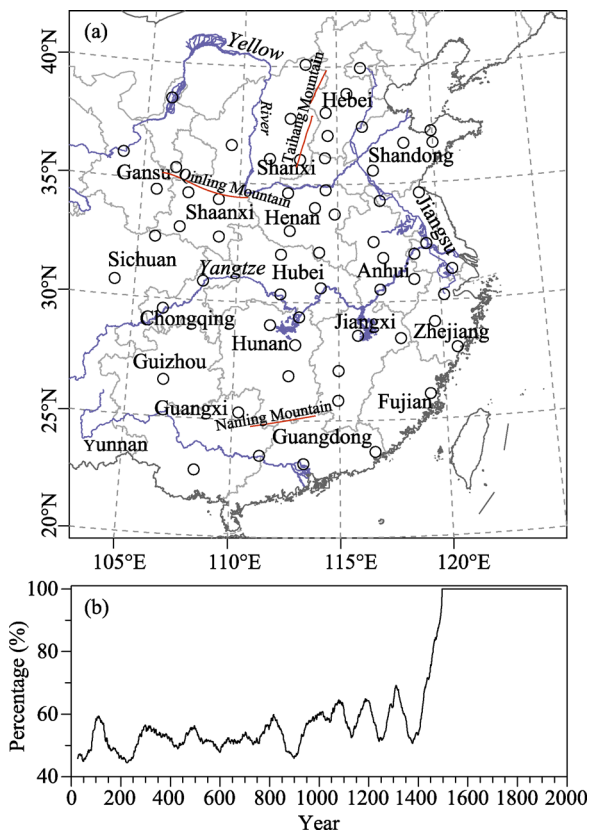 (a)
40°N
35°N
30°N
25°N
20°N
Yellow
River
Taihang Mountain
Hebei
Shandong
Shanxi
Gansu
Qinling Mountain
Shaanxi
Henan
Jiangsu
Sichuan
Yangtze
Hubei
Anhui
Chongqing
Jiangxi
Zhejiang
Hunan
Guizhou
Guangxi
Nanling Mountain
Fujian
Yunnan
Guangdong
105°E 110°E 115°E 120°E
(b)
Percentage (%)
100
80
60
40
0 200 400 600 800 1000 1200 1400 1600 1800 2000
Year